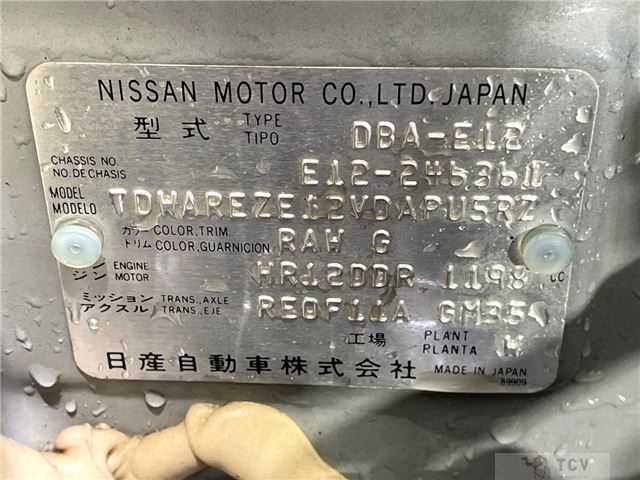 NISSAN MOTOR CO.,LTD.JAPAN
型式 TYPE TIPO DBA-E12
CHASSIS NO. NO.DE CHASIS E12-246361
MODEL MODELO TDWAREZE12VDAPU5RZ
カラー トリム COLOR,TRIM COLOR,GUARNICION RAW G
ジン ENGINE MOTOR HR12DDR 1198 CC
ミッション アクスル TRANS.,AXLE TRANS.,EJE RE0F11A GM35
工場 PLANT PLANTA W
日産自動車株式会社 MADE IN JAPAN
89909
TCV